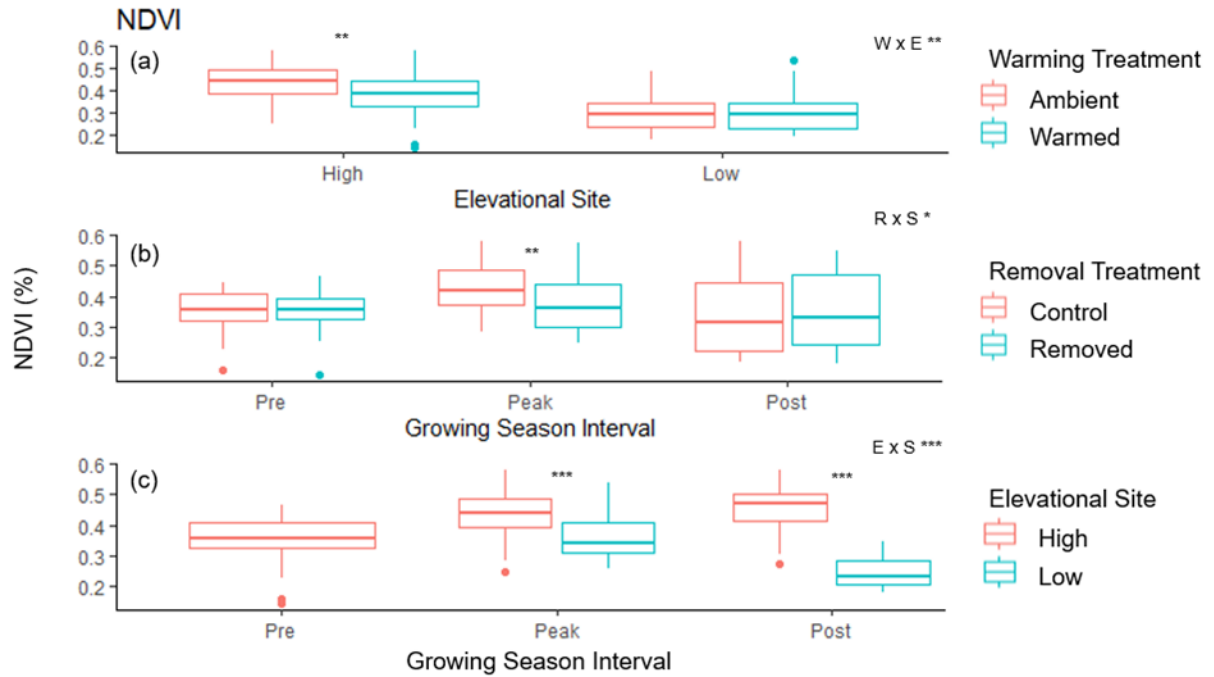 NDVI
NDVI (%)
(a)
**
W x E **
0.6
0.5
0.4
0.3
0.2
High
Low
Elevational Site
Warming Treatment
Ambient
Warmed
(b)
**
R x S *
0.6
0.5
0.4
0.3
0.2
Pre
Peak
Post
Growing Season Interval
Removal Treatment
Control
Removed
(c)
***
***
E x S ***
0.6
0.5
0.4
0.3
0.2
Pre
Peak
Post
Growing Season Interval
Elevational Site
High
Low